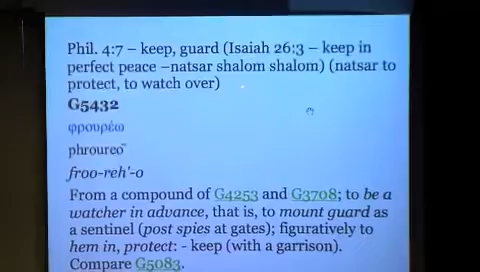 Phil. 4:7 – keep, guard (Isaiah 26:3 – keep in
perfect peace –natsar shalom shalom) (natsar to
protect, to watch over)
G5432
φρουρέω
phroureō
froo-reh'-o
From a compound of G4253 and G3708; to be a
watcher in advance, that is, to mount guard as
a sentinel (post spies at gates); figuratively to
hem in, protect: - keep (with a garrison).
Compare G5083.